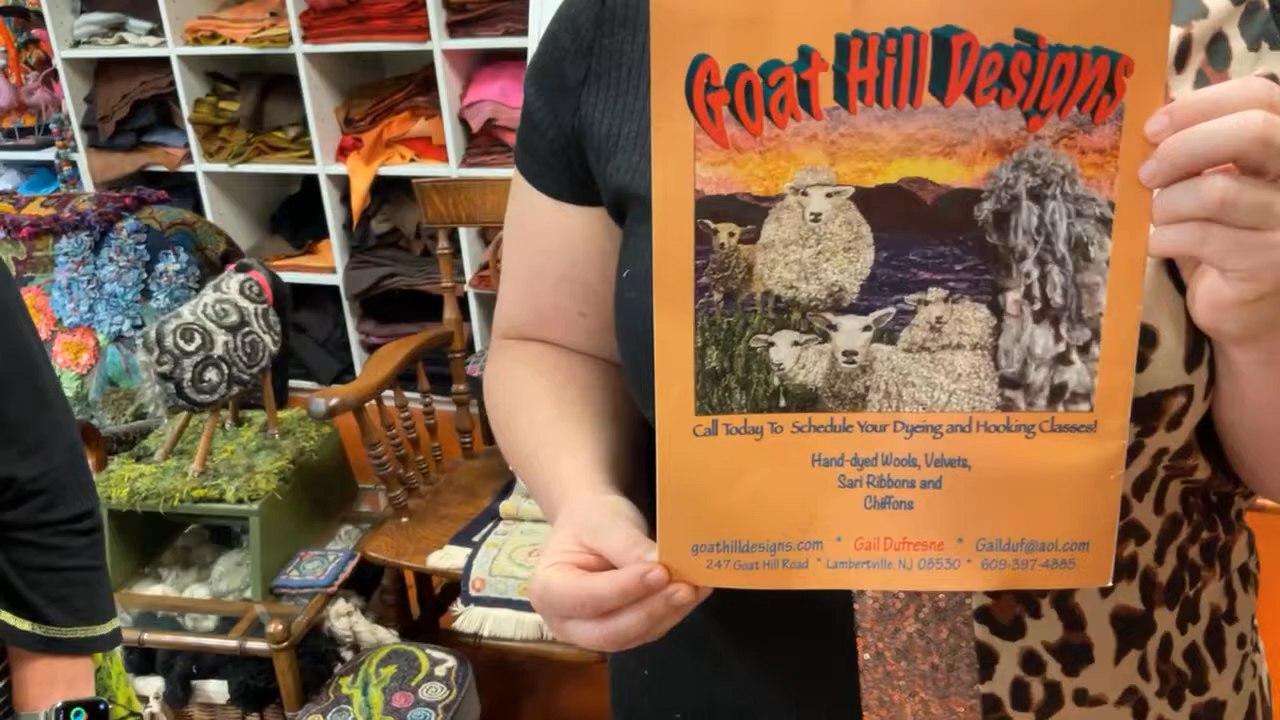 Goat Hill Designs
Call Today To Schedule Your Dyeing and Hooking Classes!
Hand-dyed Wools, Velvets,
Sari Ribbons and
Chiffons
goathilldesigns.com * Gail Dufresne * Gailduf@aol.com
247 Goat Hill Road * Lambertville, NJ 08530 * 609-397-4885